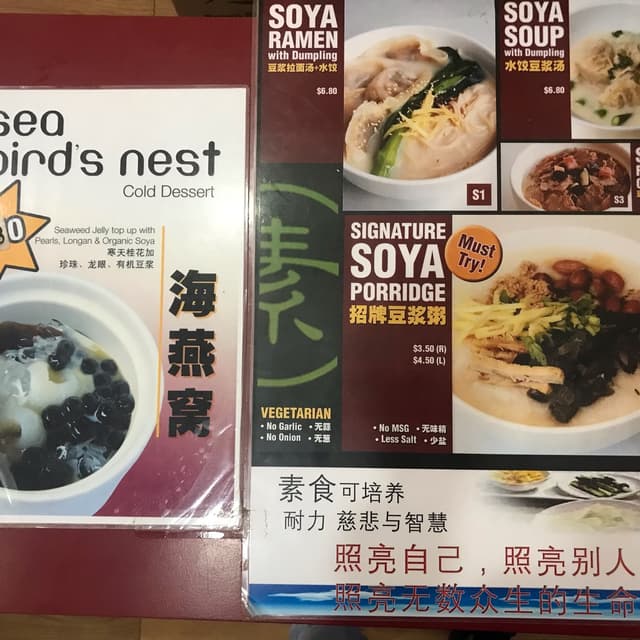 sea
bird's nest
Cold Dessert
Seaweed Jelly top up with
Pearls, Longan & Organic Soya
寒天桂花加
珍珠、龙眼、有机豆浆
海燕窝
SOYA
RAMEN
with Dumpling
豆浆拉面汤+水饺
$6.80
S1
SOYA
SOUP
with Dumpling
水饺豆浆汤
$6.80
S3
SIGNATURE
SOYA
PORRIDGE
招牌豆浆粥
Must
Try!
$3.50 (R)
$4.50 (L)
(素)
VEGETARIAN
• No Garlic • 无蒜
• No Onion • 无葱
• No MSG • 无味精
• Less Salt • 少盐
素食可培养
耐力 慈悲与智慧
照亮自己，照亮别人
照亮无数众生的生命